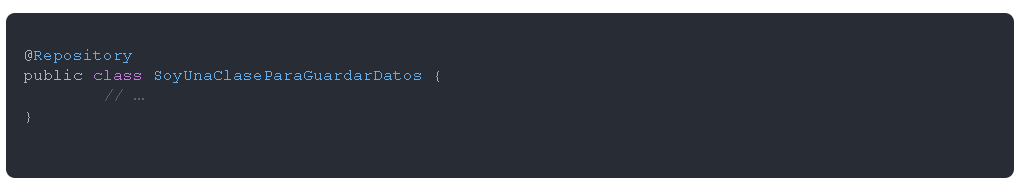 @Repository
public class SoyUnaClaseParaGuardarDatos {
// …
}